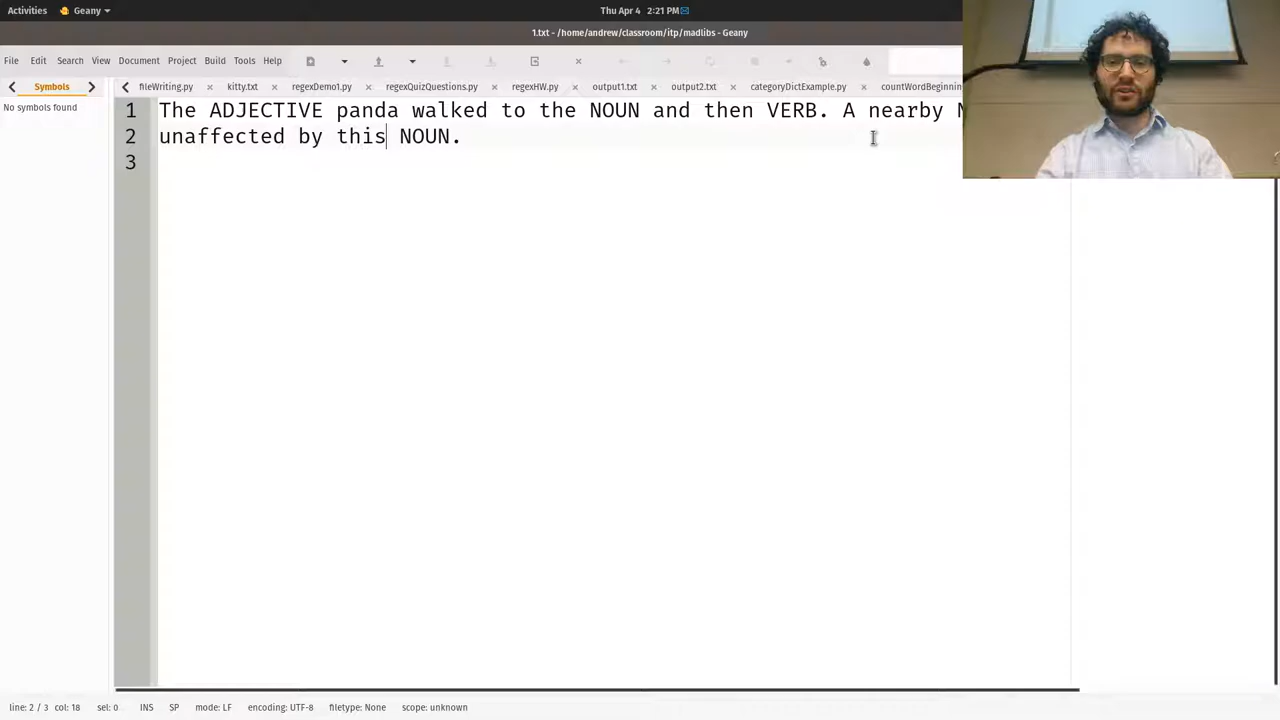 Activities Geany Thu Apr 4 2:21 PM
1.txt - /home/andrew/classroom/itp/madlibs - Geany
File Edit Search View Document Project Build Tools Help
Symbols fileWriting.py kitty.txt regexDemo1.py regexQuizQuestions.py regexHW.py output1.txt output2.txt categoryDictExample.py countWordBeginnin
No symbols found
1 The ADJECTIVE panda walked to the NOUN and then VERB. A nearby
2 unaffected by this NOUN.
3
line: 2 / 3 col: 18 sel: 0 INS SP mode: LF encoding: UTF-8 filetype: None scope: unknown